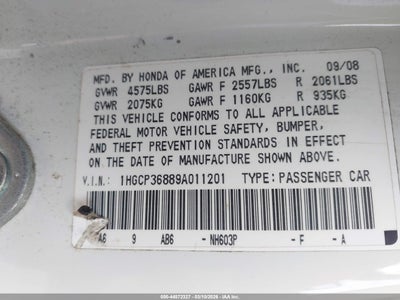 MFD. BY HONDA OF AMERICA MFG., INC. 09/08
GVWR 4575LBS GAWR F 2557LBS R 2061LBS
GVWR 2075KG GAWR F 1160KG R 935KG
THIS VEHICLE CONFORMS TO ALL APPLICABLE
FEDERAL MOTOR VEHICLE SAFETY, BUMPER,
AND THEFT PREVENTION STANDARDS IN EFFECT
ON THE DATE OF MANUFACTURE SHOWN ABOVE.
V.I.N.: 1HGCP36889A011201 TYPE: PASSENGER CAR
A6 9 AB6 -NH603P -F -A